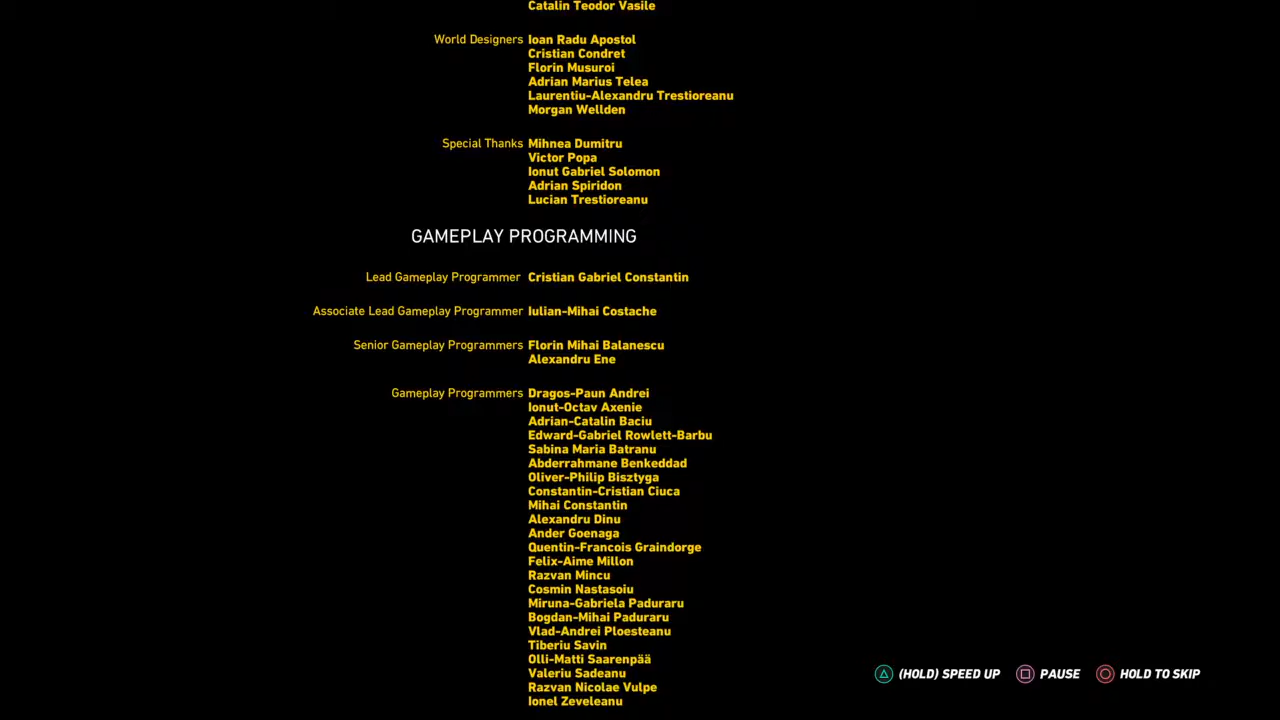 Catalin Teodor Vasile
World Designers Ioan Radu Apostol
Cristian Condret
Florin Musuroi
Adrian Marius Telea
Laurentiu-Alexandru Trestioreanu
Morgan Wellden
Special Thanks Mihnea Dumitru
Victor Popa
Ionut Gabriel Solomon
Adrian Spiridon
Lucian Trestioreanu
GAMEPLAY PROGRAMMING
Lead Gameplay Programmer Cristian Gabriel Constantin
Associate Lead Gameplay Programmer Iulian-Mihai Costache
Senior Gameplay Programmers Florin Mihai Balanescu
Alexandru Ene
Gameplay Programmers Dragos-Paun Andrei
Ionut-Octav Axenie
Adrian-Catalin Baciu
Edward-Gabriel Rowlett-Barbu
Sabina Maria Batranu
Abderrahmane Benkeddad
Oliver-Philip Bisztyga
Constantin-Cristian Ciuca
Mihai Constantin
Alexandru Dinu
Ander Goenaga
Quentin-Francois Graindorge
Felix-Aime Millon
Razvan Mincu
Cosmin Nastasoiu
Miruna-Gabriela Paduraru
Bogdan-Mihai Paduraru
Vlad-Andrei Ploesteanu
Tiberiu Savin
Olli-Matti Saarenpää
Valeriu Sadeanu
Razvan Nicolae Vulpe
Ionel Zeveleanu
(HOLD) SPEED UP PAUSE HOLD TO SKIP